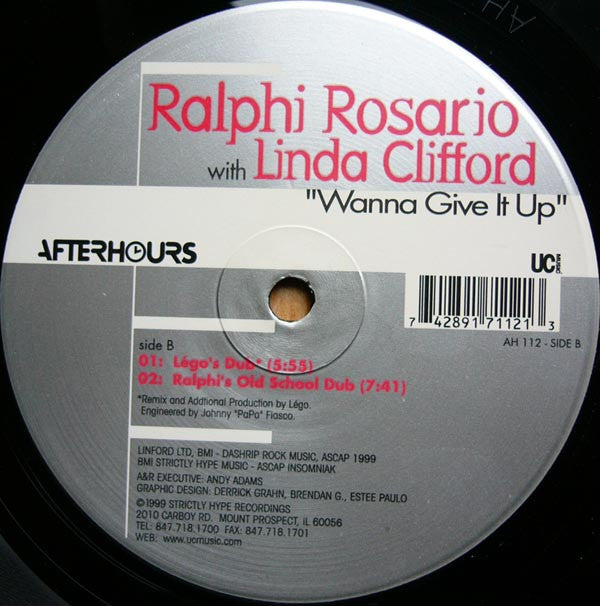 AH
Ralphi Rosario
with Linda Clifford
"Wanna Give It Up"
AFTERHOURS
UC MUSIC
7 42891 71121 3
AH 112 - SIDE B
side B
01: Légo's Dub* (5:55)
02: Ralphi's Old School Dub (7:41)
*Remix and Addtional Production by Légo.
Engineered by Johnny "PaPa" Fiasco.
LINFORD LTD, BMI - DASHRIP ROCK MUSIC, ASCAP 1999
BMI STRICTLY HYPE MUSIC - ASCAP INSOMNIAK
A&R EXECUTIVE: ANDY ADAMS
GRAPHIC DESIGN: DERRICK GRAHN, BRENDAN G., ESTEE PAULO
©1999 STRICTLY HYPE RECORDINGS
2010 CARBOY RD. MOUNT PROSPECT, IL 60056
TEL: 847.718.1700 FAX: 847.718.1701
WEB: www.ucmusic.com